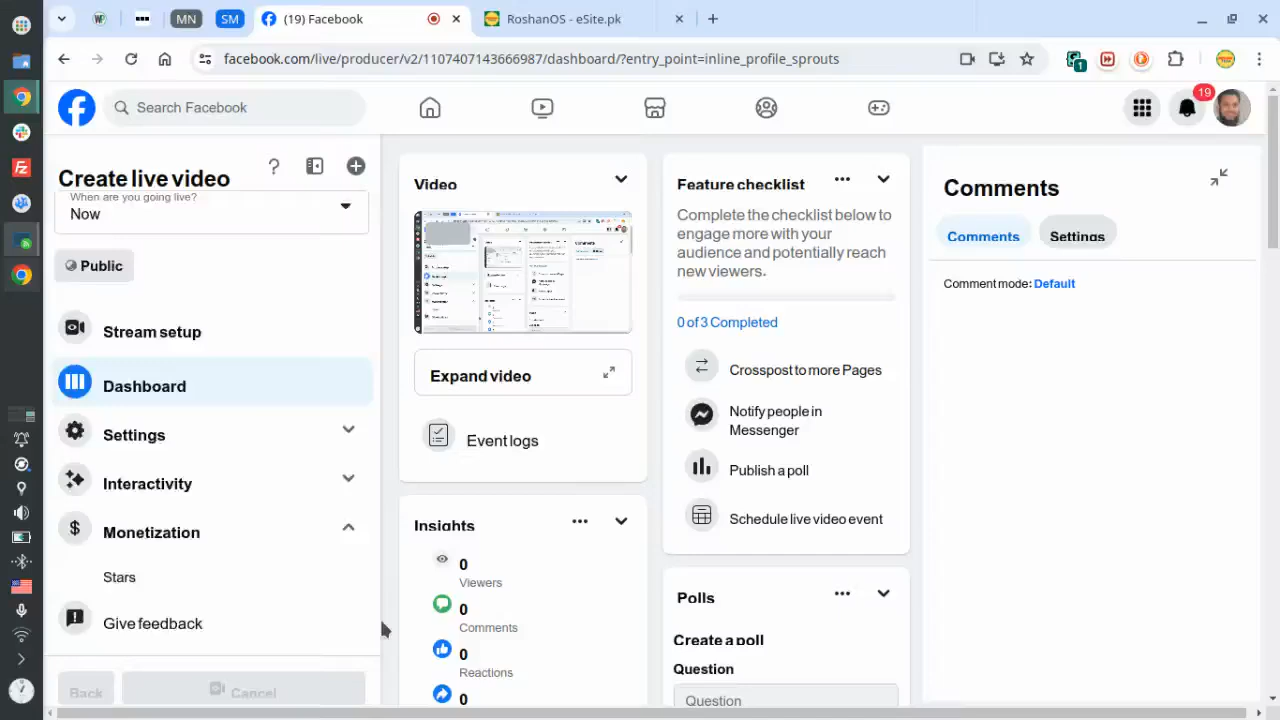 MN
SM
(19) Facebook
RoshanOS - eSite.pk
facebook.com/live/producer/v2/1107407143666987/dashboard/?entry_point=inline_profile_sprouts
1
Search Facebook
19
Create live video
When are you going live?
Now
Public
Stream setup
Dashboard
Settings
Interactivity
Monetization
Stars
Give feedback
Back
Cancel
Video
Expand video
Event logs
Insights
0
Viewers
0
Comments
0
Reactions
0
Feature checklist
Complete the checklist below to
engage more with your
audience and potentially reach
new viewers.
0 of 3 Completed
Crosspost to more Pages
Notify people in
Messenger
Publish a poll
Schedule live video event
Polls
Create a poll
Question
Question
Comments
Comments
Settings
Comment mode: Default